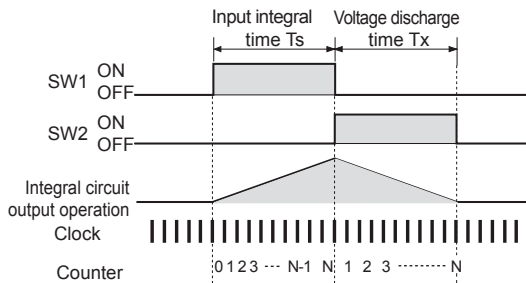 Input integral time Ts
Voltage discharge time Tx
SW1 ON
OFF
SW2 ON
OFF
Integral circuit
output operation
Clock
Counter 0 1 2 3 --- N-1 N 1 2 3 --------- N